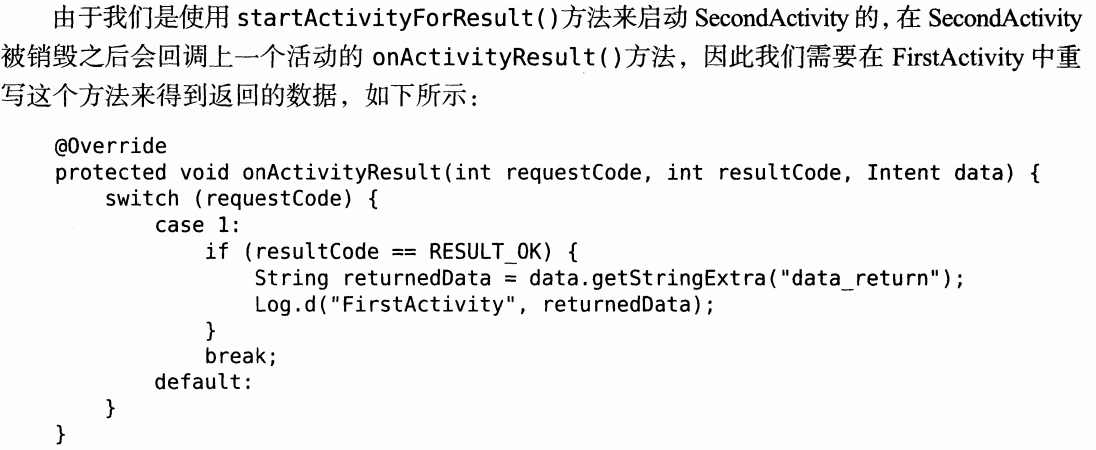 由于我们是使用 startActivityForResult()方法来启动 SecondActivity 的，在 SecondActivity
被销毁之后会回调上一个活动的 onActivityResult()方法，因此我们需要在 FirstActivity 中重
写这个方法来得到返回的数据，如下所示：
@Override
protected void onActivityResult(int requestCode, int resultCode, Intent data) {
    switch (requestCode) {
        case 1:
            if (resultCode == RESULT_OK) {
                String returnedData = data.getStringExtra("data_return");
                Log.d("FirstActivity", returnedData);
            }
            break;
        default:
    }
}